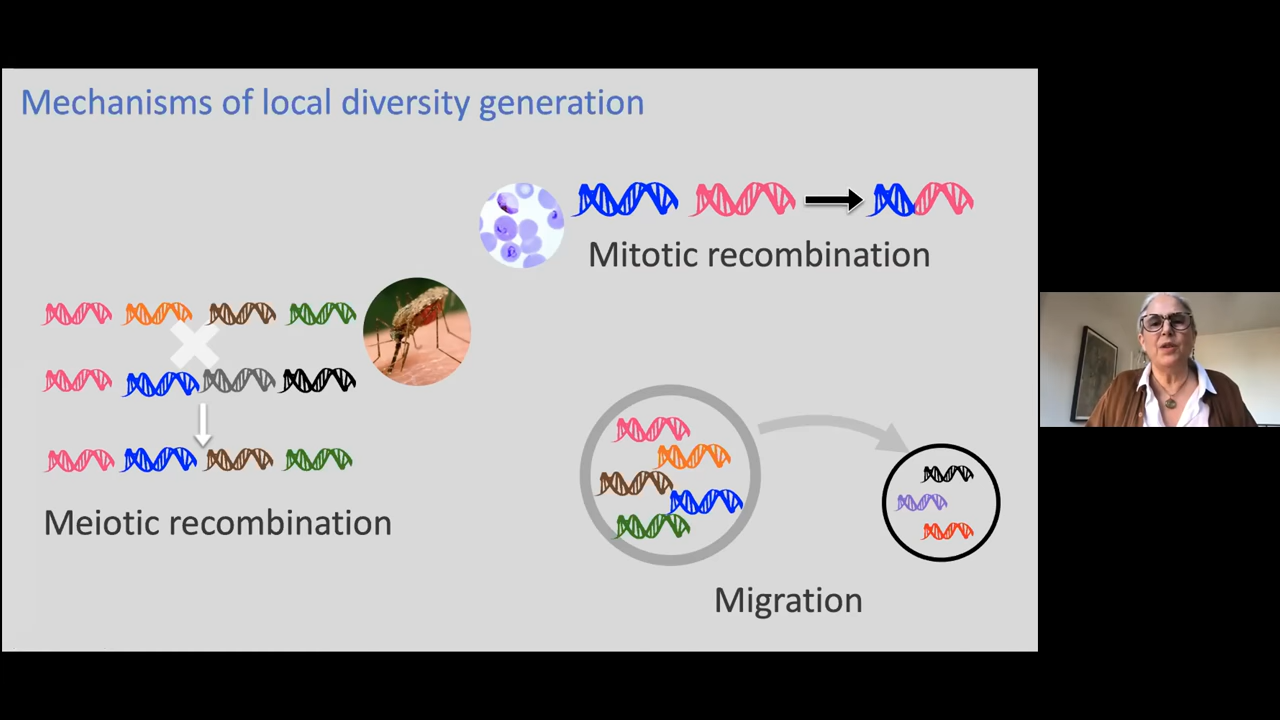 Mechanisms of local diversity generation
Mitotic recombination
Meiotic recombination
Migration